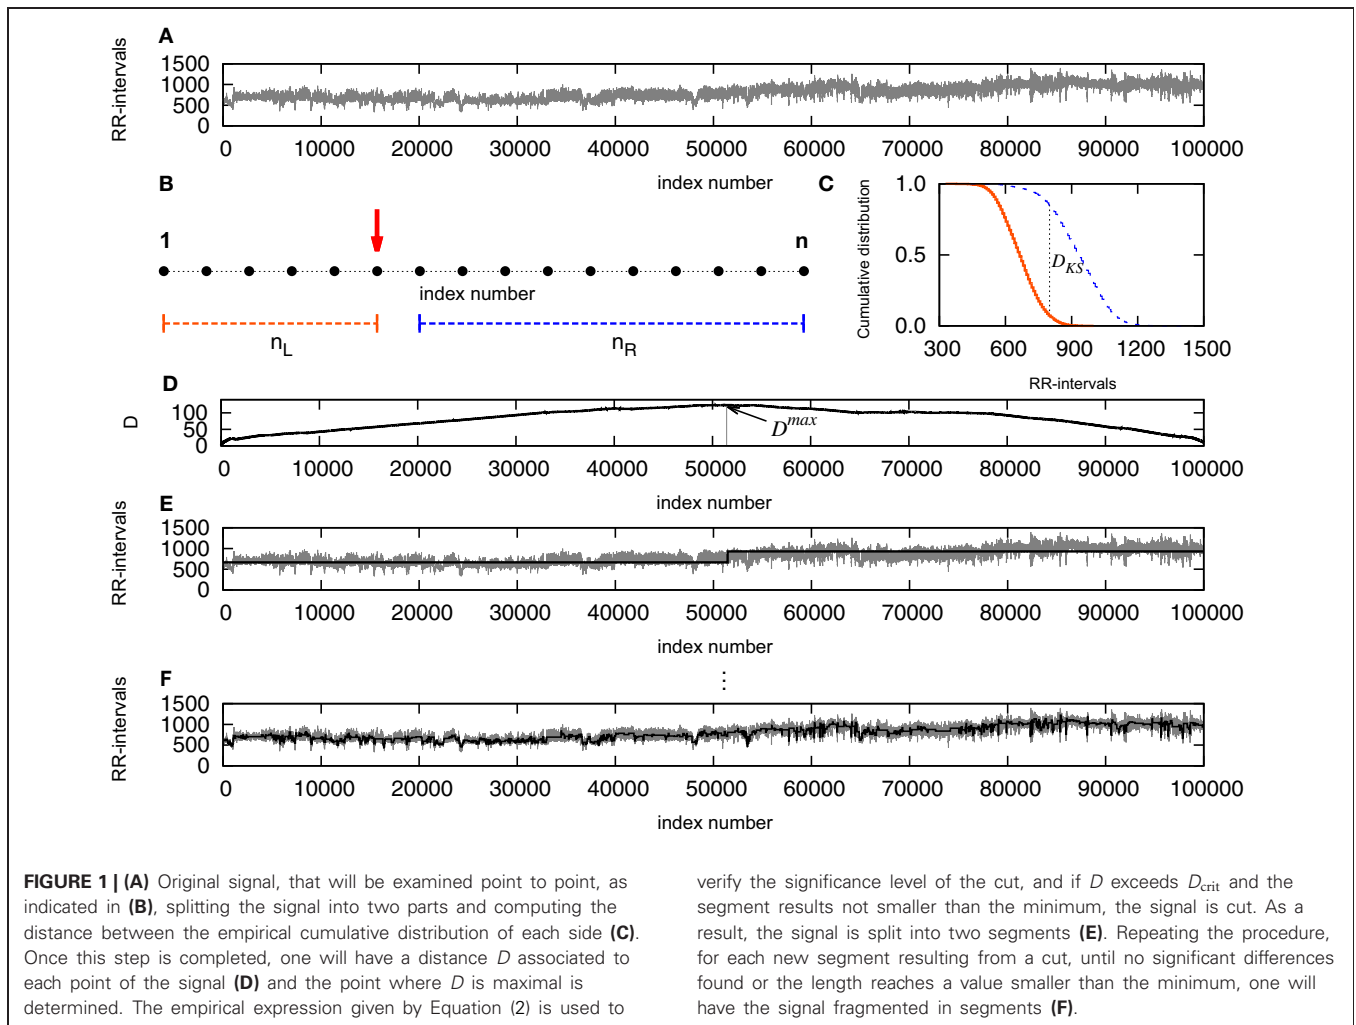 A
RR-intervals
1500
1000
500
0
0 10000 20000 30000 40000 50000 60000 70000 80000 90000 100000
index number
B
1
n
index number
n_L
n_R
C
Cumulative distribution
1.0
0.5
0.0
D_KS
300 600 900 1200 1500
RR-intervals
D
D
100
50
0
D^max
0 10000 20000 30000 40000 50000 60000 70000 80000 90000 100000
index number
E
RR-intervals
1500
1000
500
0
0 10000 20000 30000 40000 50000 60000 70000 80000 90000 100000
index number
⋮
F
RR-intervals
1500
1000
500
0
0 10000 20000 30000 40000 50000 60000 70000 80000 90000 100000
index number
FIGURE 1 | (A) Original signal, that will be examined point to point, as
indicated in (B), splitting the signal into two parts and computing the
distance between the empirical cumulative distribution of each side (C).
Once this step is completed, one will have a distance D associated to
each point of the signal (D) and the point where D is maximal is
determined. The empirical expression given by Equation (2) is used to
verify the significance level of the cut, and if D exceeds D_crit and the
segment results not smaller than the minimum, the signal is cut. As a
result, the signal is split into two segments (E). Repeating the procedure,
for each new segment resulting from a cut, until no significant differences
found or the length reaches a value smaller than the minimum, one will
have the signal fragmented in segments (F).